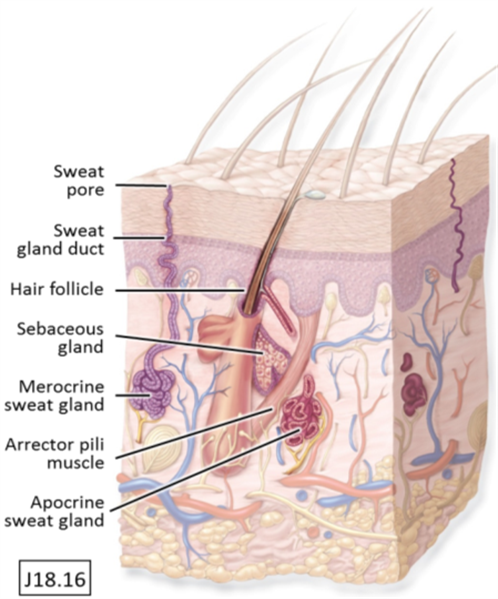 Sweat
pore
Sweat
gland duct
Hair follicle
Sebaceous
gland
Merocrine
sweat gland
Arrector pili
muscle
Apocrine
sweat gland
J18.16